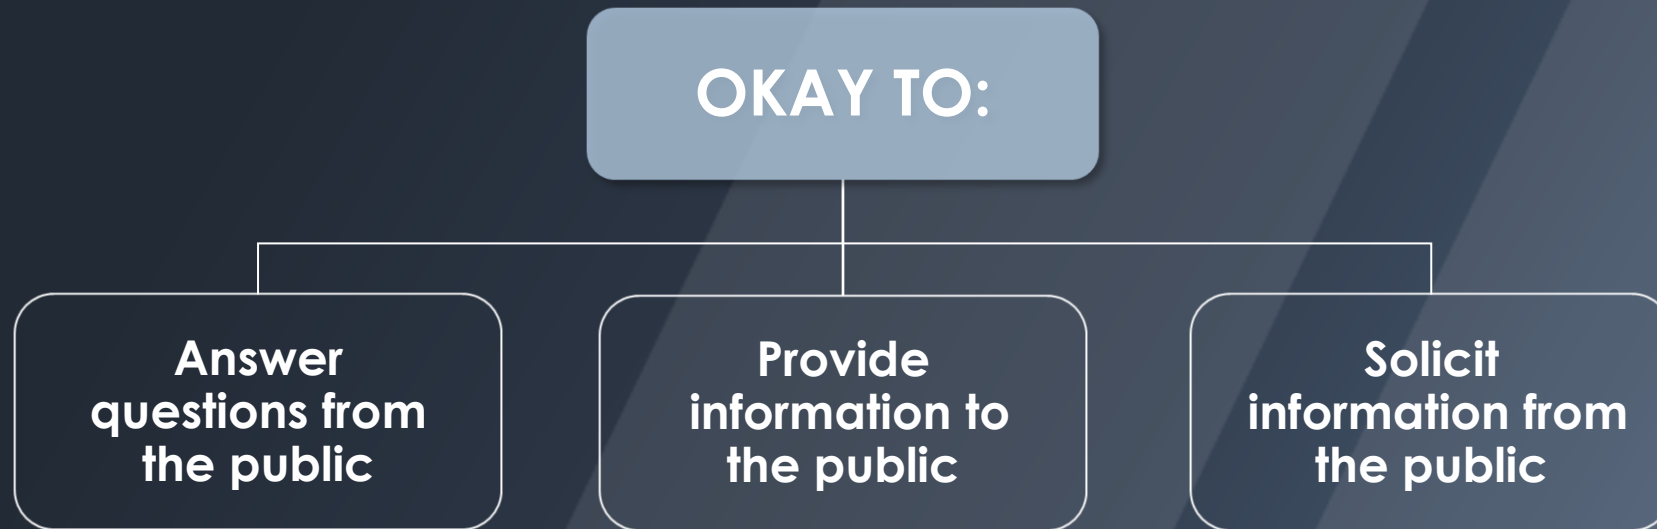 OKAY TO:
Answer
questions from
the public
Provide
information to
the public
Solicit
information from
the public